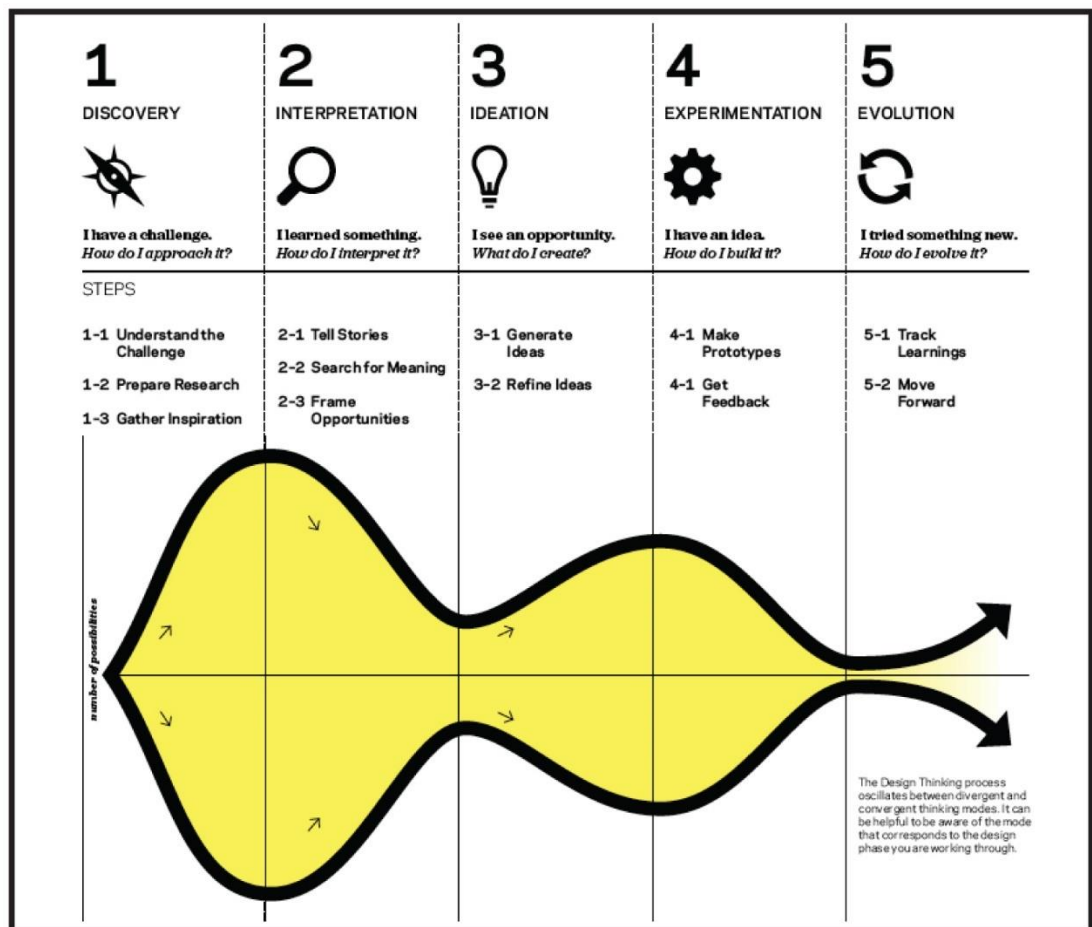 1
DISCOVERY
I have a challenge.
How do I approach it?
2
INTERPRETATION
I learned something.
How do I interpret it?
3
IDEATION
I see an opportunity.
What do I create?
4
EXPERIMENTATION
I have an idea.
How do I build it?
5
EVOLUTION
I tried something new.
How do I evolve it?
STEPS
1-1 Understand the
Challenge
1-2 Prepare Research
1-3 Gather Inspiration
2-1 Tell Stories
2-2 Search for Meaning
2-3 Frame
Opportunities
3-1 Generate
Ideas
3-2 Refine Ideas
4-1 Make
Prototypes
4-1 Get
Feedback
5-1 Track
Learnings
5-2 Move
Forward
number of possibilities
The Design Thinking process
oscillates between divergent and
convergent thinking modes. It can
be helpful to be aware of the mode
that corresponds to the design
phase you are working through.